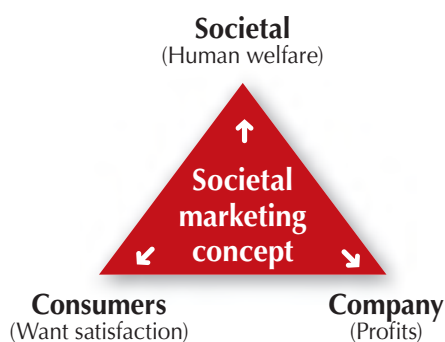 Societal
(Human welfare)
Societal
marketing
concept
Consumers
(Want satisfaction)
Company
(Profits)